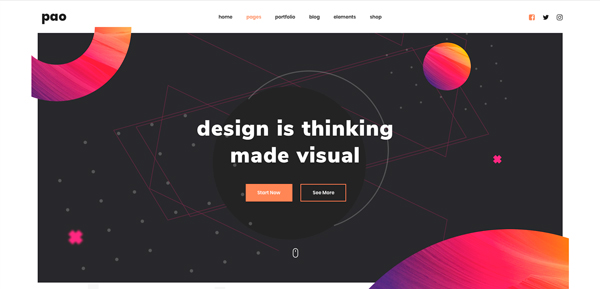 pao
home pages portfolio blog elements shop
design is thinking
made visual
Start Now See More